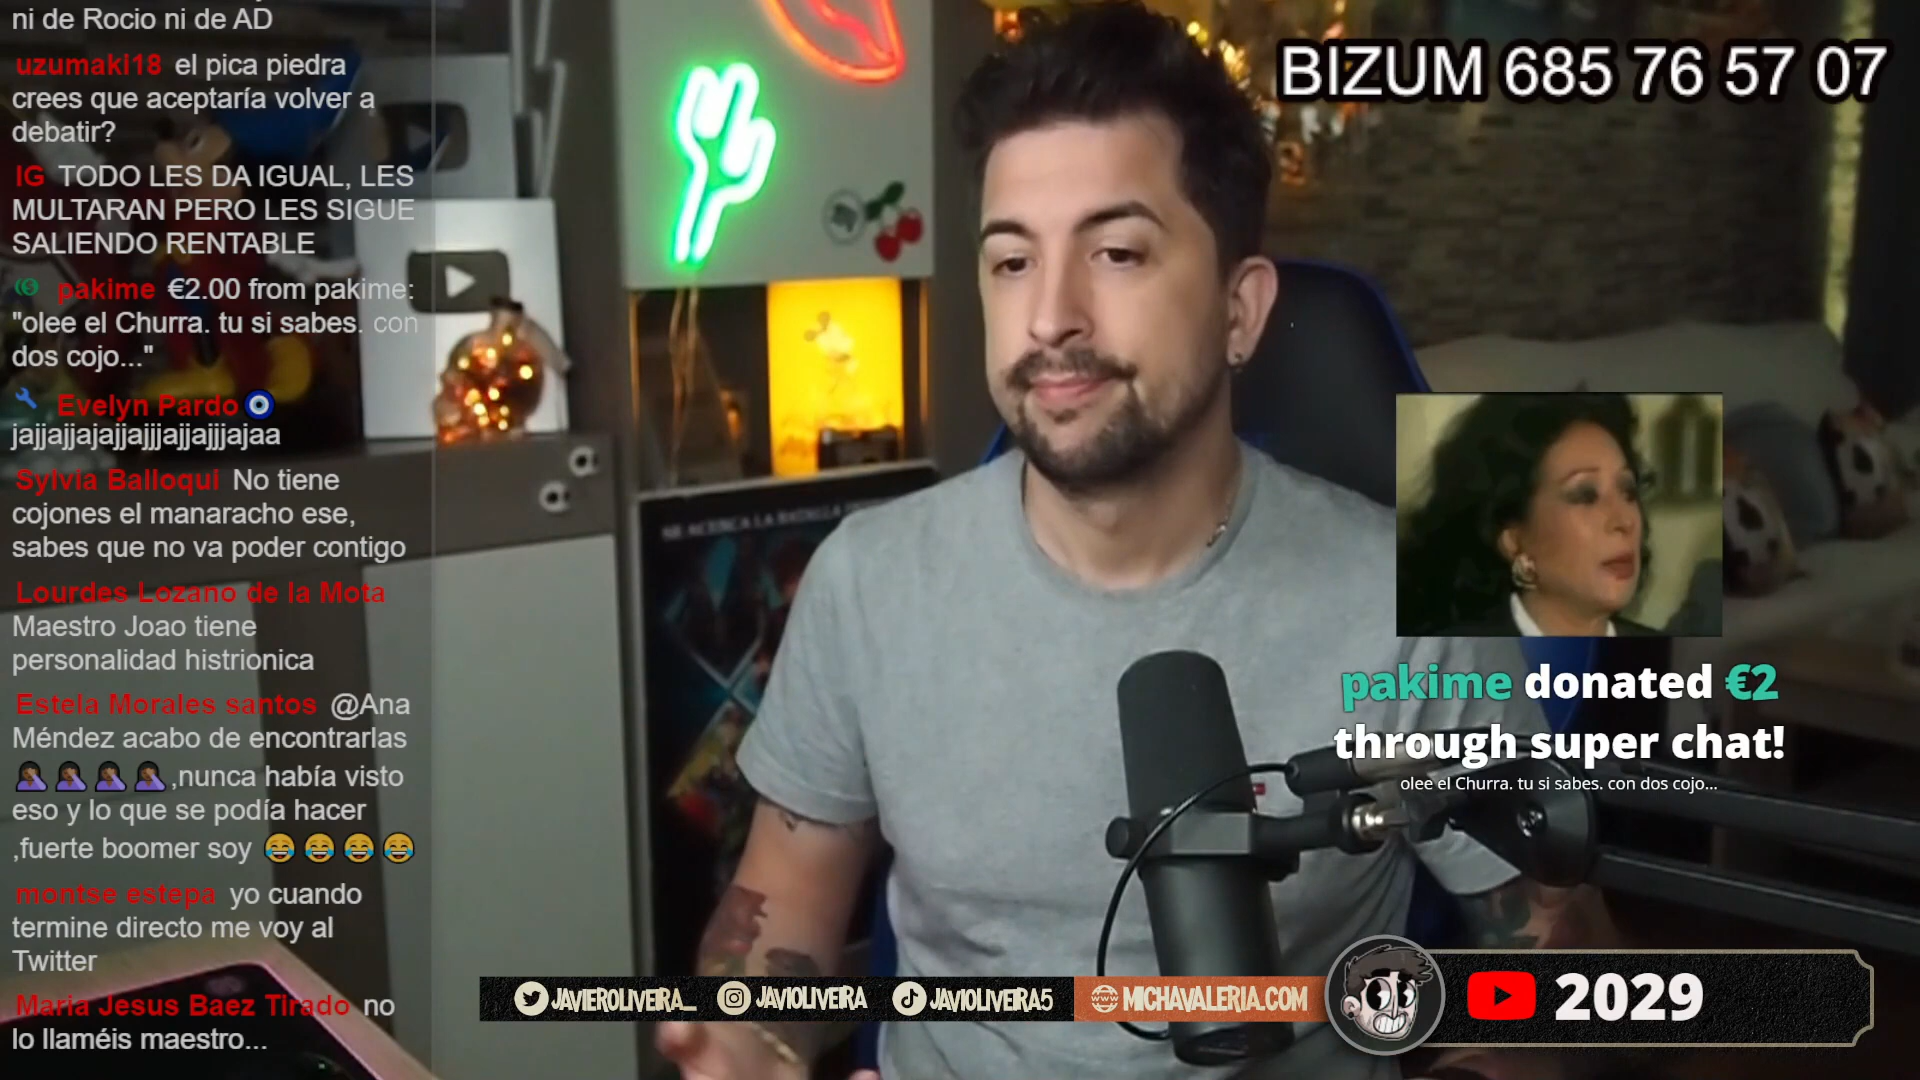 ni de Rocio ni de AD
uzumaki18 el pica piedra
crees que aceptaría volver a
debatir?
IG TODO LES DA IGUAL, LES
MULTARAN PERO LES SIGUE
SALIENDO RENTABLE
pakime €2.00 from pakime:
"olee el Churra. tu si sabes. con
dos cojo..."
Evelyn Pardo
jajjajjajajjajjjajjajjjajaa
Sylvia Balloqui No tiene
cojones el manaracho ese,
sabes que no va poder contigo
Lourdes Lozano de la Mota
Maestro Joao tiene
personalidad histrionica
Estela Morales santos @Ana
Méndez acabo de encontrarlas
,nunca había visto
eso y lo que se podía hacer
,fuerte boomer soy
montse estepa yo cuando
termine directo me voy al
Twitter
Maria Jesus Baez Tirado no
lo llaméis maestro...
BIZUM 685 76 57 07
pakime donated €2
through super chat!
olee el Churra. tu si sabes. con dos cojo...
JAVIEROLIVEIRA_ JAVIOLIVEIRA JAVIOLIVEIRA5 MICHAVALERIA.COM
2029